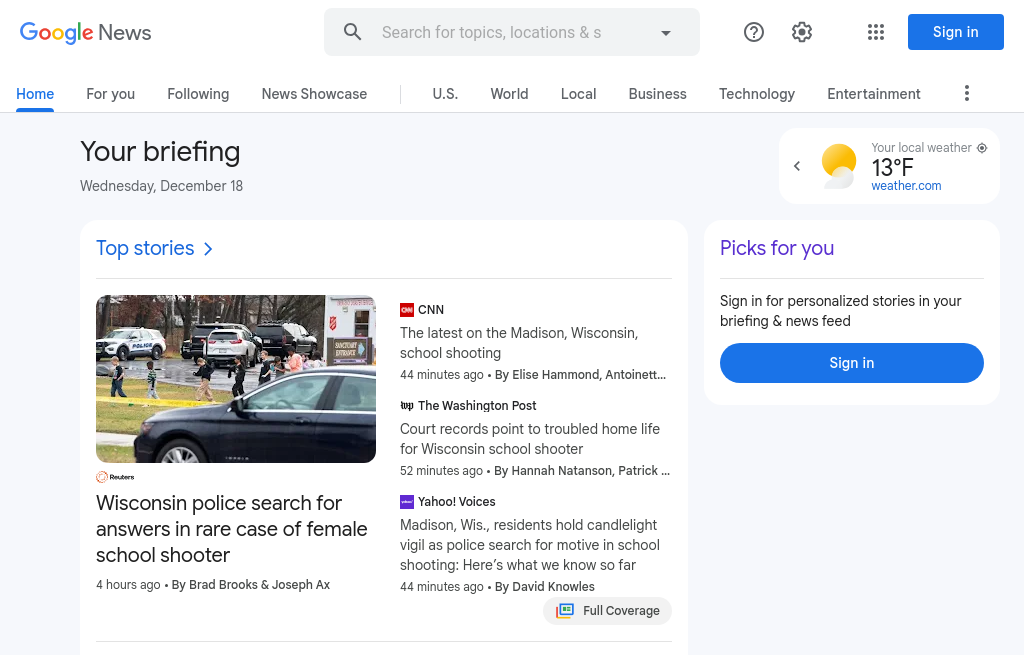 Google News
Search for topics, locations & s
Sign in
Home
For you
Following
News Showcase
U.S.
World
Local
Business
Technology
Entertainment
Your briefing
Wednesday, December 18
Your local weather
13°F
weather.com
Top stories
Picks for you
Sign in for personalized stories in your
briefing & news feed
Sign in
POLICE
Reuters
Wisconsin police search for
answers in rare case of female
school shooter
4 hours ago • By Brad Brooks & Joseph Ax
CNN
The latest on the Madison, Wisconsin,
school shooting
44 minutes ago • By Elise Hammond, Antoinett...
The Washington Post
Court records point to troubled home life
for Wisconsin school shooter
52 minutes ago • By Hannah Natanson, Patrick ...
Yahoo! Voices
Madison, Wis., residents hold candlelight
vigil as police search for motive in school
shooting: Here’s what we know so far
44 minutes ago • By David Knowles
Full Coverage